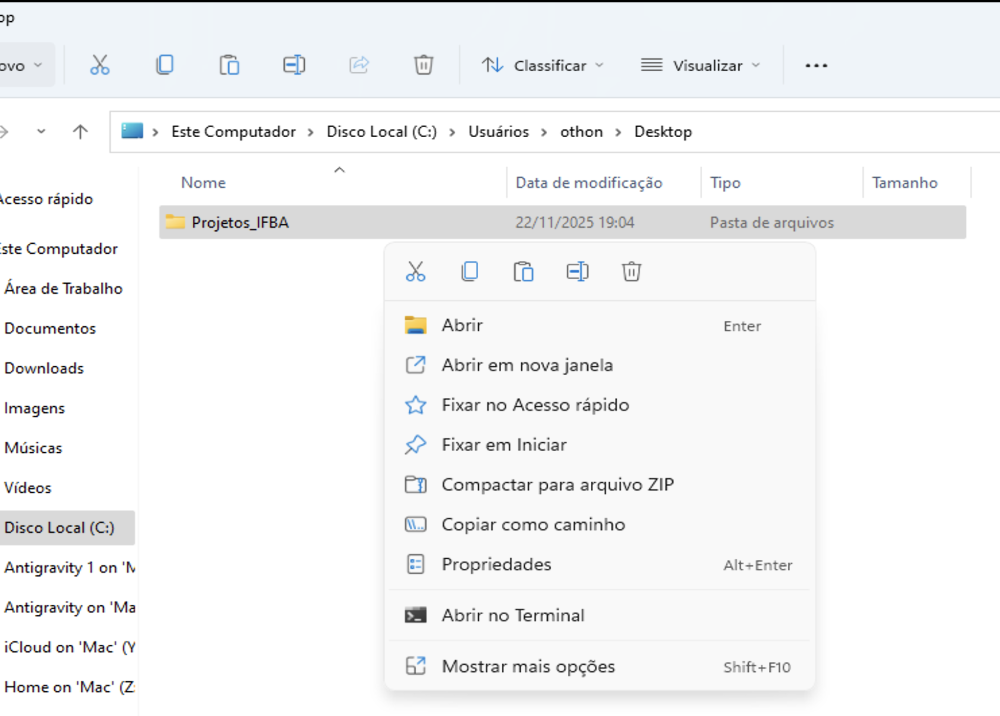 op
ovo
Classificar
Visualizar
Este Computador > Disco Local (C:) > Usuários > othon > Desktop
Nome Data de modificação Tipo Tamanho
Acesso rápido
Projetos_IFBA 22/11/2025 19:04 Pasta de arquivos
Este Computador
Área de Trabalho
Documentos
Downloads
Imagens
Músicas
Vídeos
Disco Local (C:)
Antigravity 1 on 'M
Antigravity on 'Ma
iCloud on 'Mac' (Y
Home on 'Mac' (Z:
Abrir Enter
Abrir em nova janela
Fixar no Acesso rápido
Fixar em Iniciar
Compactar para arquivo ZIP
Copiar como caminho
Propriedades Alt+Enter
Abrir no Terminal
Mostrar mais opções Shift+F10